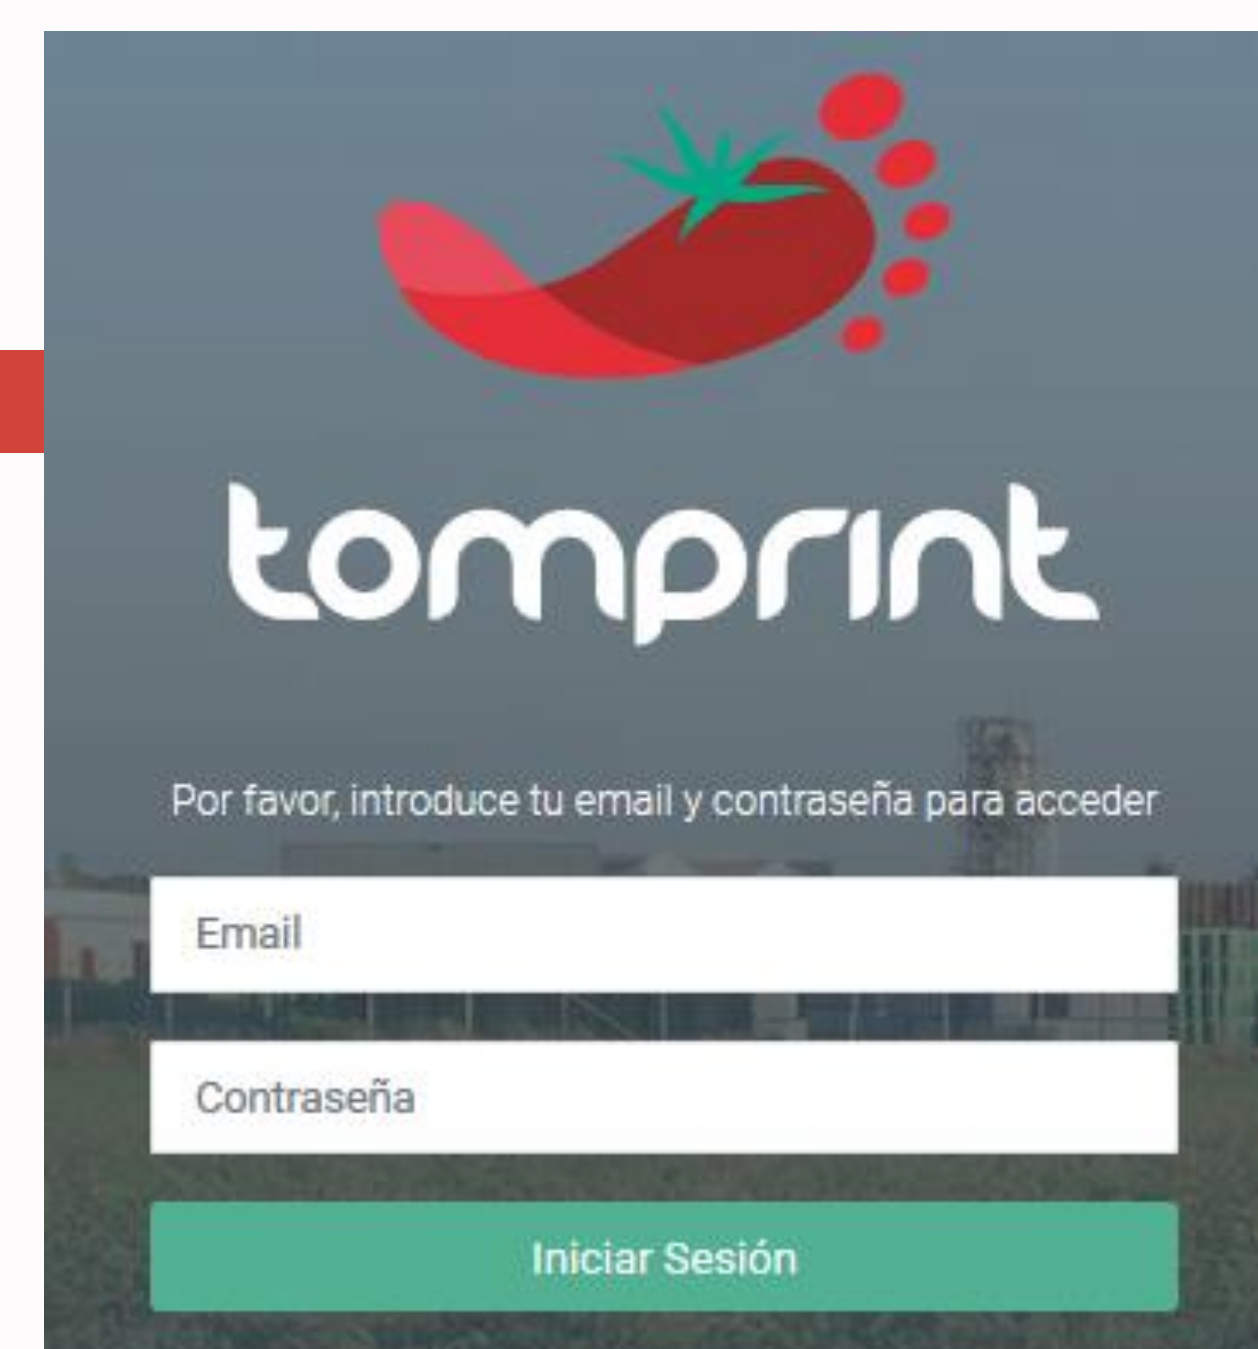 tomprint
Por favor, introduce tu email y contraseña para acceder
Email
Contraseña
Iniciar Sesión